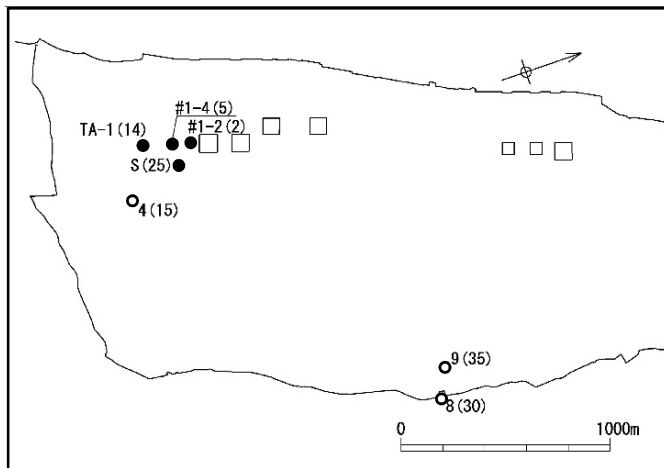 #1-4(5)
TA-1(14)
#1-2(2)
S(25)
4(15)
9(35)
8(30)
0
1000m